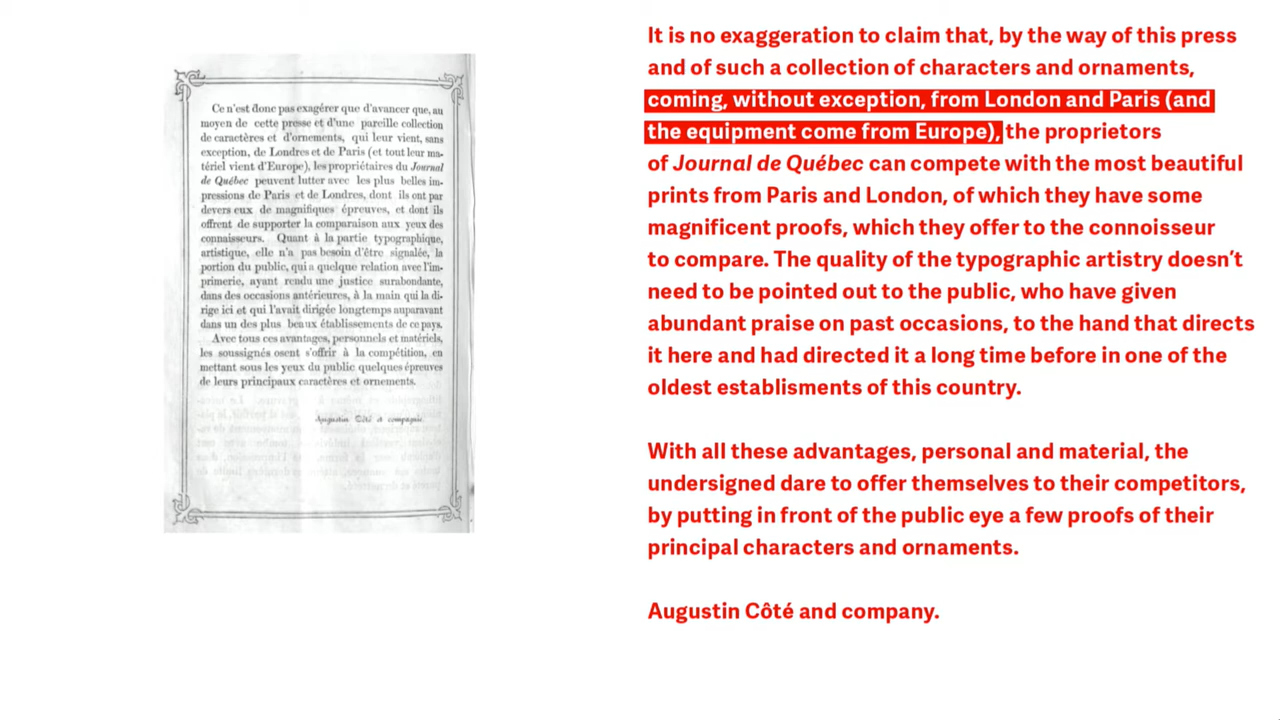 Ce n'est donc pas exagérer que d'avancer que, au
moyen de cette presse et d'une pareille collection
de caractères et d'ornements, qui leur vient, sans
exception, de Londres et de Paris (et tout leur ma-
tériel vient d'Europe), les propriétaires du Journal
de Québec peuvent lutter avec les plus belles im-
pressions de Paris et de Londres, dont ils ont par
devers eux de magnifiques épreuves, et dont ils
offrent de supporter la comparaison aux yeux des
connaisseurs. Quant à la partie typographique,
artistique, elle n'a pas besoin d'être signalée, la
portion du public, qui a quelque relation avec l'im-
primerie, ayant rendu une justice surabondante,
dans des occasions antérieures, à la main qui la di-
rige ici et qui l'avait dirigée longtemps auparavant
dans un des plus beaux établissements de ce pays.
Avec tous ces avantages, personnels et matériels,
les soussignés osent s'offrir à la compétition, en
mettant sous les yeux du public quelques épreuves
de leurs principaux caractères et ornements.
Augustin Côté et compagnie.
It is no exaggeration to claim that, by the way of this press
and of such a collection of characters and ornaments,
coming, without exception, from London and Paris (and
the equipment come from Europe), the proprietors
of Journal de Québec can compete with the most beautiful
prints from Paris and London, of which they have some
magnificent proofs, which they offer to the connoisseur
to compare. The quality of the typographic artistry doesn't
need to be pointed out to the public, who have given
abundant praise on past occasions, to the hand that directs
it here and had directed it a long time before in one of the
oldest establisments of this country.
With all these advantages, personal and material, the
undersigned dare to offer themselves to their competitors,
by putting in front of the public eye a few proofs of their
principal characters and ornaments.
Augustin Côté and company.